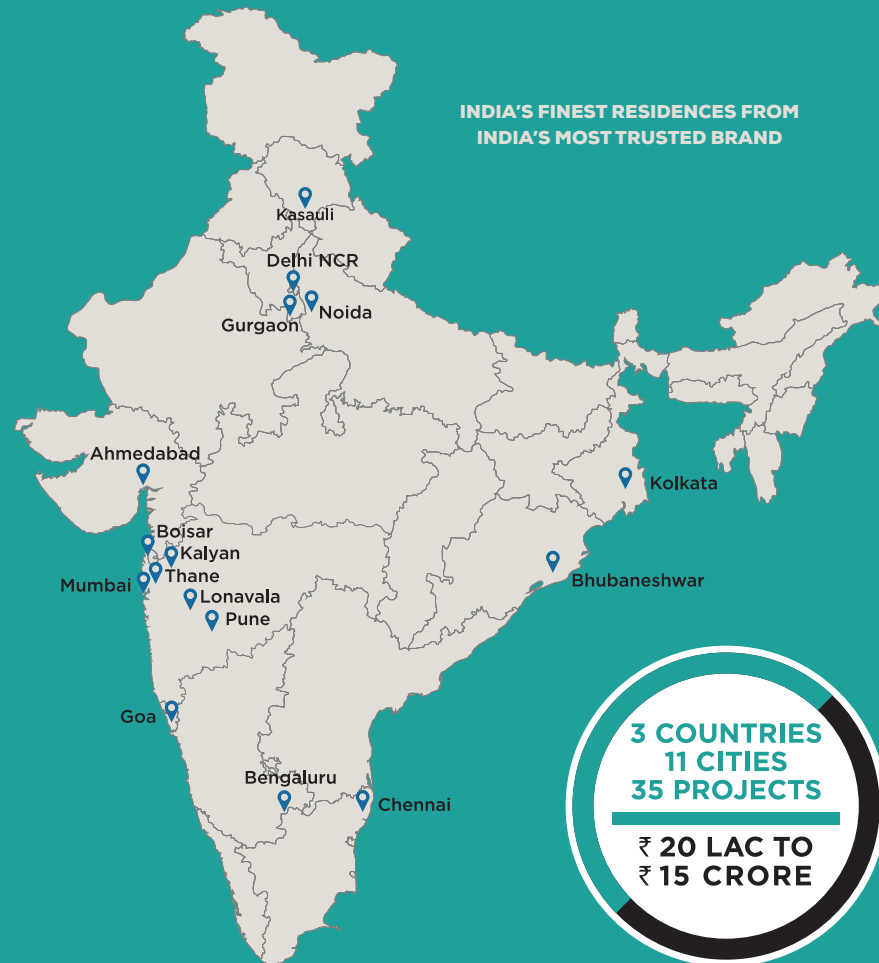 INDIA'S FINEST RESIDENCES FROM
INDIA'S MOST TRUSTED BRAND
Kasauli
Delhi NCR
Noida
Gurgaon
Ahmedabad
Kolkata
Boisar
Kalyan
Thane
Mumbai
Bhubaneshwar
Lonavala
Pune
Goa
Bengaluru
Chennai
3 COUNTRIES
11 CITIES
35 PROJECTS
₹ 20 LAC TO
₹ 15 CRORE